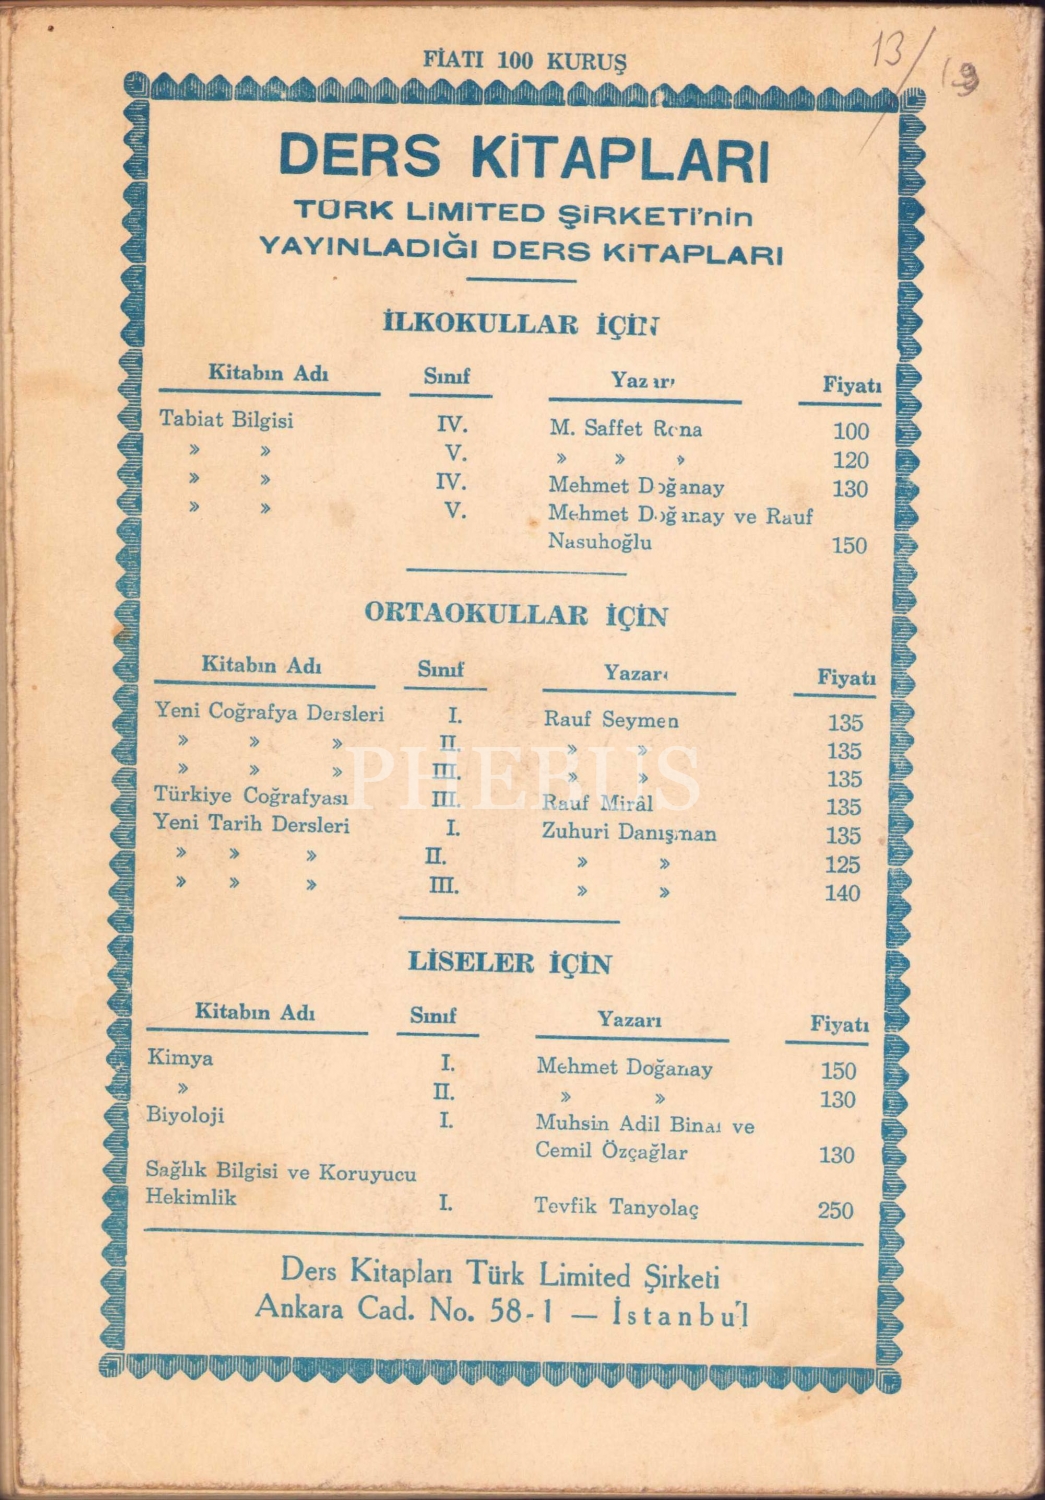 FİATI 100 KURUŞ
13/
19
DERS KİTAPLARI
TÜRK LİMİTED ŞİRKETİ'nin
YAYINLADIĞI DERS KİTAPLARI
İLKOKULLAR İÇİN
Kitabın Adı Sınıf Yazarı Fiyatı
Tabiat Bilgisi IV. M. Saffet Rona 100
» » V. » » » 120
» » IV. Mehmet Doğanay 130
» » V. Mehmet Doğanay ve Rauf
Nasuhoğlu 150
ORTAOKULLAR İÇİN
Kitabın Adı Sınıf Yazarı Fiyatı
Yeni Coğrafya Dersleri I. Rauf Seymen 135
» » » II. » » 135
» » » III. » » 135
Türkiye Coğrafyası III. Rauf Mirâl 135
Yeni Tarih Dersleri I. Zuhuri Danışman 135
» » » II. » » 125
» » » III. » » 140
PHEBUS
LİSELER İÇİN
Kitabın Adı Sınıf Yazarı Fiyatı
Kimya I. Mehmet Doğanay 150
» II. » » 130
Biyoloji I. Muhsin Adil Binal ve
Cemil Özçağlar 130
Sağlık Bilgisi ve Koruyucu
Hekimlik I. Tevfik Tanyolaç 250
Ders Kitapları Türk Limited Şirketi
Ankara Cad. No. 58-1 — İstanbul